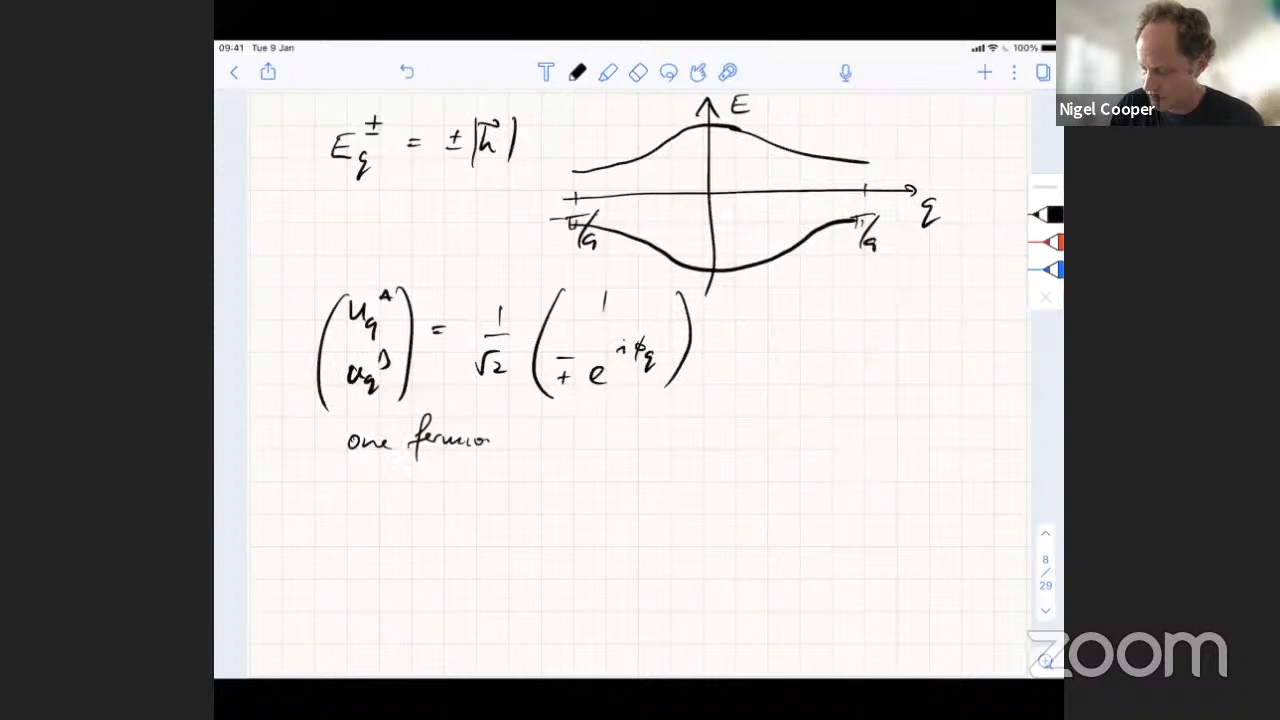 09:41 Tue 9 Jan
100%
Nigel Cooper
E_q^± = ±|h⃗|
E
q
-π/a
π/a
(u_q^A
u_q^B) = 1/√2 (1
∓ e^{iϕ_q})
one fermio
8
/
29
zoom